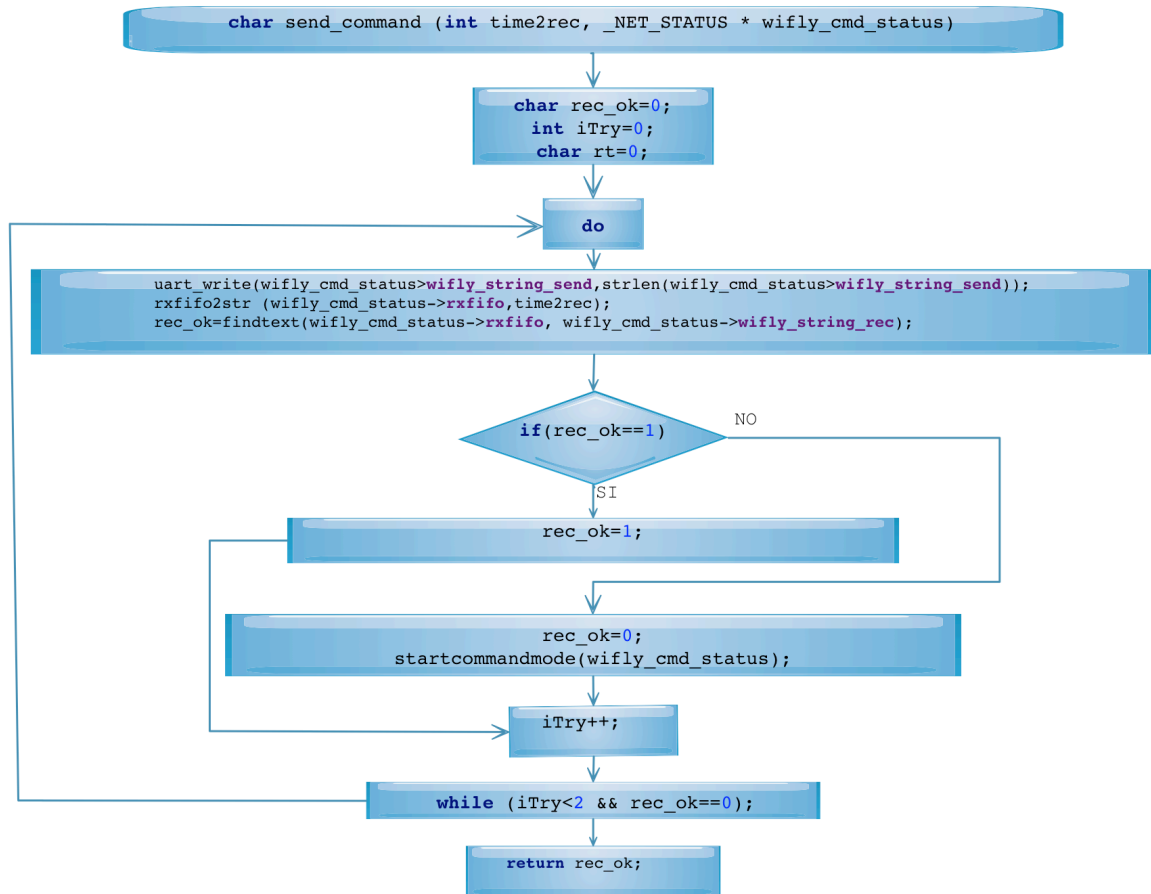 char send_command (int time2rec, _NET_STATUS * wifly_cmd_status)
char rec_ok=0;
int iTry=0;
char rt=0;
do
uart_write(wifly_cmd_status>wifly_string_send,strlen(wifly_cmd_status>wifly_string_send));
rxfifo2str (wifly_cmd_status->rxfifo,time2rec);
rec_ok=findtext(wifly_cmd_status->rxfifo, wifly_cmd_status->wifly_string_rec);
if(rec_ok==1)
NO
SI
rec_ok=1;
rec_ok=0;
startcommandmode(wifly_cmd_status);
iTry++;
while (iTry<2 && rec_ok==0);
return rec_ok;